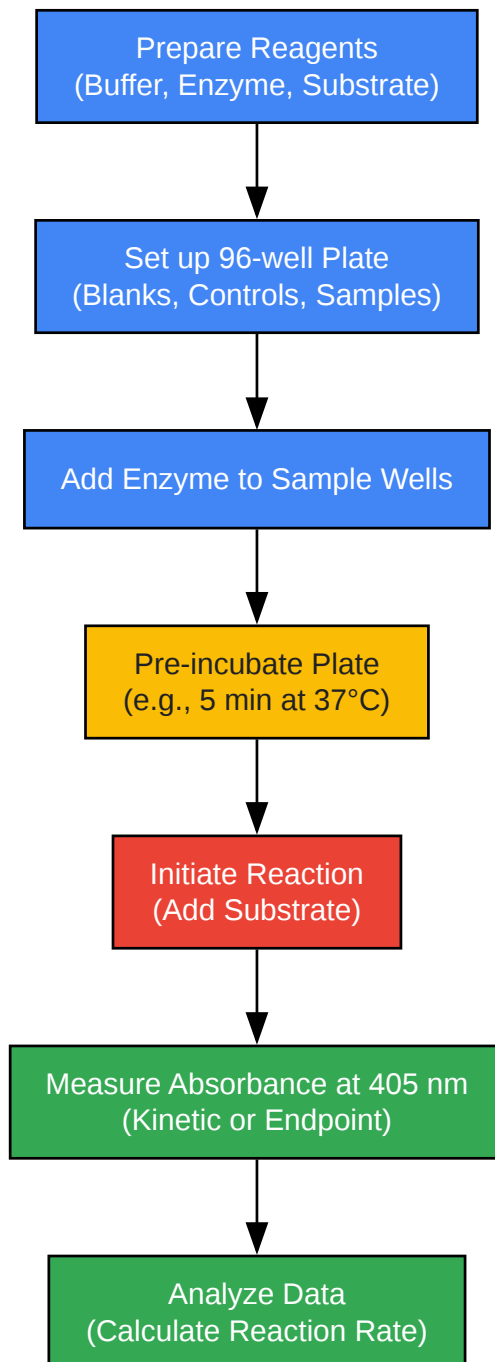 Prepare Reagents
(Buffer, Enzyme, Substrate)
Set up 96-well Plate
(Blanks, Controls, Samples)
Add Enzyme to Sample Wells
Pre-incubate Plate
(e.g., 5 min at 37°C)
Initiate Reaction
(Add Substrate)
Measure Absorbance at 405 nm
(Kinetic or Endpoint)
Analyze Data
(Calculate Reaction Rate)